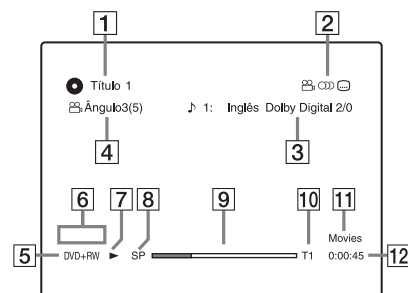 1 2
Título 1
Ângulo3(5) 1: Inglês Dolby Digital 2/0
4 3
6 7 8 9 10 11
Movies
5 DVD+RW SP T1 0:00:45 12